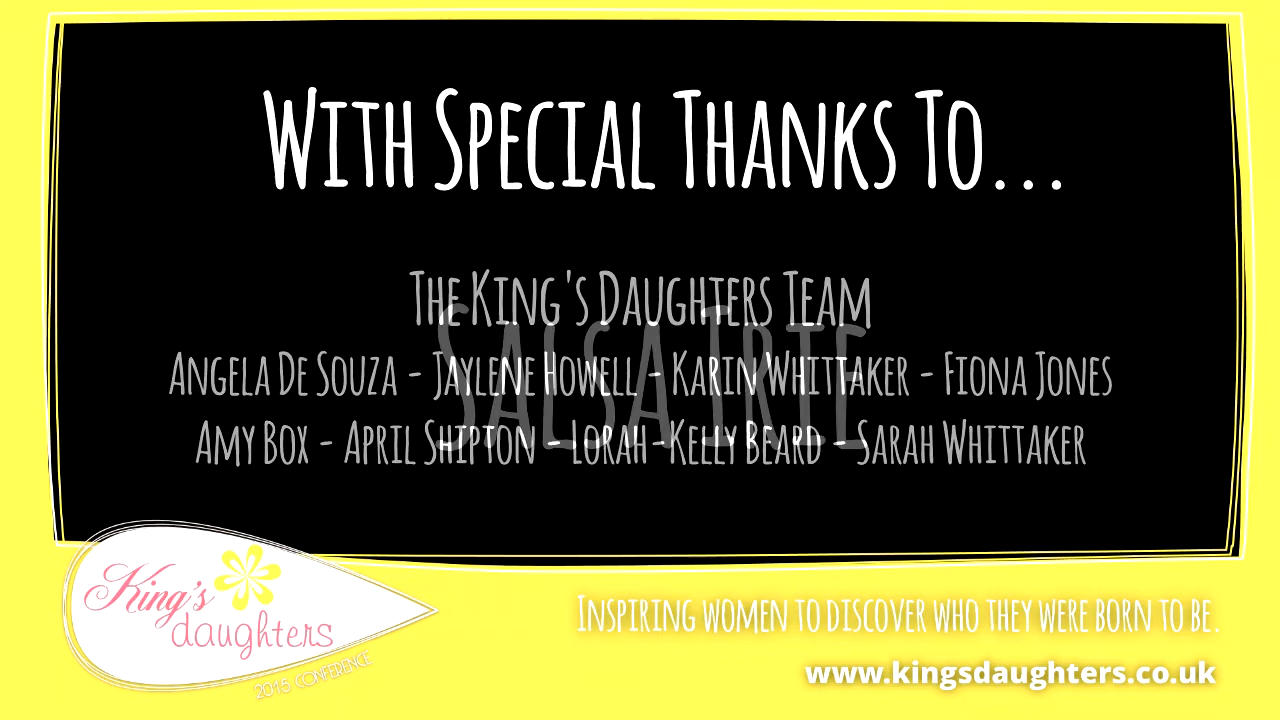 With Special Thanks To...
The King's Daughters Team
Salsa Irie
Angela De Souza - Jaylene Howell - Karin Whittaker - Fiona Jones
Amy Box - April Shipton - Lorah-Kelly Beard - Sarah Whittaker
King's
daughters
2015 CONFERENCE
Inspiring women to discover who they were born to be.
www.kingsdaughters.co.uk